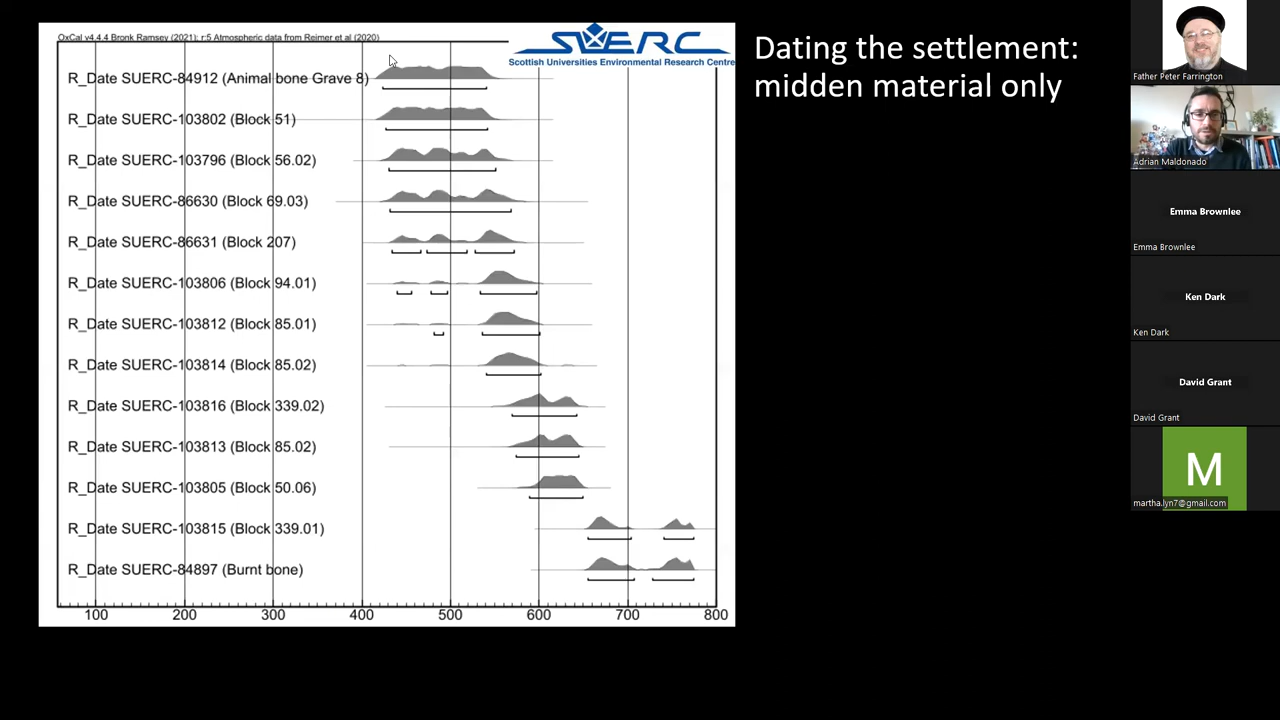 OxCal v4.4.4 Bronk Ramsey (2021); r:5 Atmospheric data from Reimer et al (2020)
SUERC
Scottish Universities Environmental Research Centre
R_Date SUERC-84912 (Animal bone Grave 8)
R_Date SUERC-103802 (Block 51)
R_Date SUERC-103796 (Block 56.02)
R_Date SUERC-86630 (Block 69.03)
R_Date SUERC-86631 (Block 207)
R_Date SUERC-103806 (Block 94.01)
R_Date SUERC-103812 (Block 85.01)
R_Date SUERC-103814 (Block 85.02)
R_Date SUERC-103816 (Block 339.02)
R_Date SUERC-103813 (Block 85.02)
R_Date SUERC-103805 (Block 50.06)
R_Date SUERC-103815 (Block 339.01)
R_Date SUERC-84897 (Burnt bone)
100 200 300 400 500 600 700 800
Dating the settlement:
midden material only
Father Peter Farrington
Adrian Maldonado
Emma Brownlee
Emma Brownlee
Ken Dark
Ken Dark
David Grant
David Grant
M
martha.lyn7@gmail.com